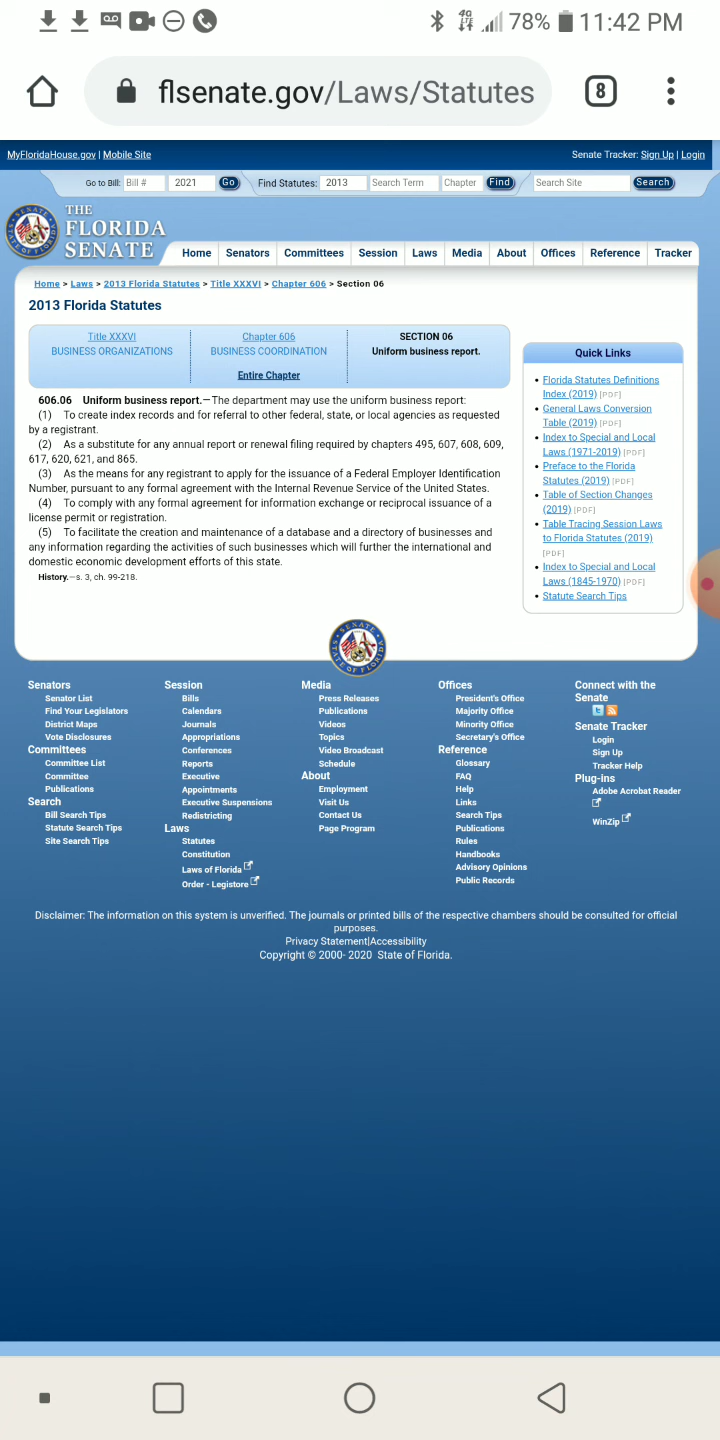 78% 11:42 PM
4G LTE
flsenate.gov/Laws/Statutes
8
MyFloridaHouse.gov | Mobile Site
Senate Tracker: Sign Up | Login
Go to Bill: Bill # 2021 Go Find Statutes: 2013 Search Term Chapter Find Search Site Search
THE
FLORIDA
SENATE
Home Senators Committees Session Laws Media About Offices Reference Tracker
Home > Laws > 2013 Florida Statutes > Title XXXVI > Chapter 606 > Section 06
2013 Florida Statutes
Title XXXVI
BUSINESS ORGANIZATIONS
Chapter 606
BUSINESS COORDINATION
Entire Chapter
SECTION 06
Uniform business report.
606.06 Uniform business report.—The department may use the uniform business report:
(1) To create index records and for referral to other federal, state, or local agencies as requested
by a registrant.
(2) As a substitute for any annual report or renewal filing required by chapters 495, 607, 608, 609,
617, 620, 621, and 865.
(3) As the means for any registrant to apply for the issuance of a Federal Employer Identification
Number, pursuant to any formal agreement with the Internal Revenue Service of the United States.
(4) To comply with any formal agreement for information exchange or reciprocal issuance of a
license permit or registration.
(5) To facilitate the creation and maintenance of a database and a directory of businesses and
any information regarding the activities of such businesses which will further the international and
domestic economic development efforts of this state.
History.—s. 3, ch. 99-218.
Quick Links
Florida Statutes Definitions
Index (2019) [PDF]
General Laws Conversion
Table (2019) [PDF]
Index to Special and Local
Laws (1971-2019) [PDF]
Preface to the Florida
Statutes (2019) [PDF]
Table of Section Changes
(2019) [PDF]
Table Tracing Session Laws
to Florida Statutes (2019)
[PDF]
Index to Special and Local
Laws (1845-1970) [PDF]
Statute Search Tips
Senators
Senator List
Find Your Legislators
District Maps
Vote Disclosures
Committees
Committee List
Committee
Publications
Search
Bill Search Tips
Statute Search Tips
Site Search Tips
Session
Bills
Calendars
Journals
Appropriations
Conferences
Reports
Executive
Appointments
Executive Suspensions
Redistricting
Laws
Statutes
Constitution
Laws of Florida
Order - Legistore
Media
Press Releases
Publications
Videos
Topics
Video Broadcast
Schedule
About
Employment
Visit Us
Contact Us
Page Program
Offices
President's Office
Majority Office
Minority Office
Secretary's Office
Reference
Glossary
FAQ
Help
Links
Search Tips
Publications
Rules
Handbooks
Advisory Opinions
Public Records
Connect with the
Senate
Senate Tracker
Login
Sign Up
Tracker Help
Plug-ins
Adobe Acrobat Reader
WinZip
Disclaimer: The information on this system is unverified. The journals or printed bills of the respective chambers should be consulted for official
purposes.
Privacy Statement|Accessibility
Copyright © 2000- 2020 State of Florida.